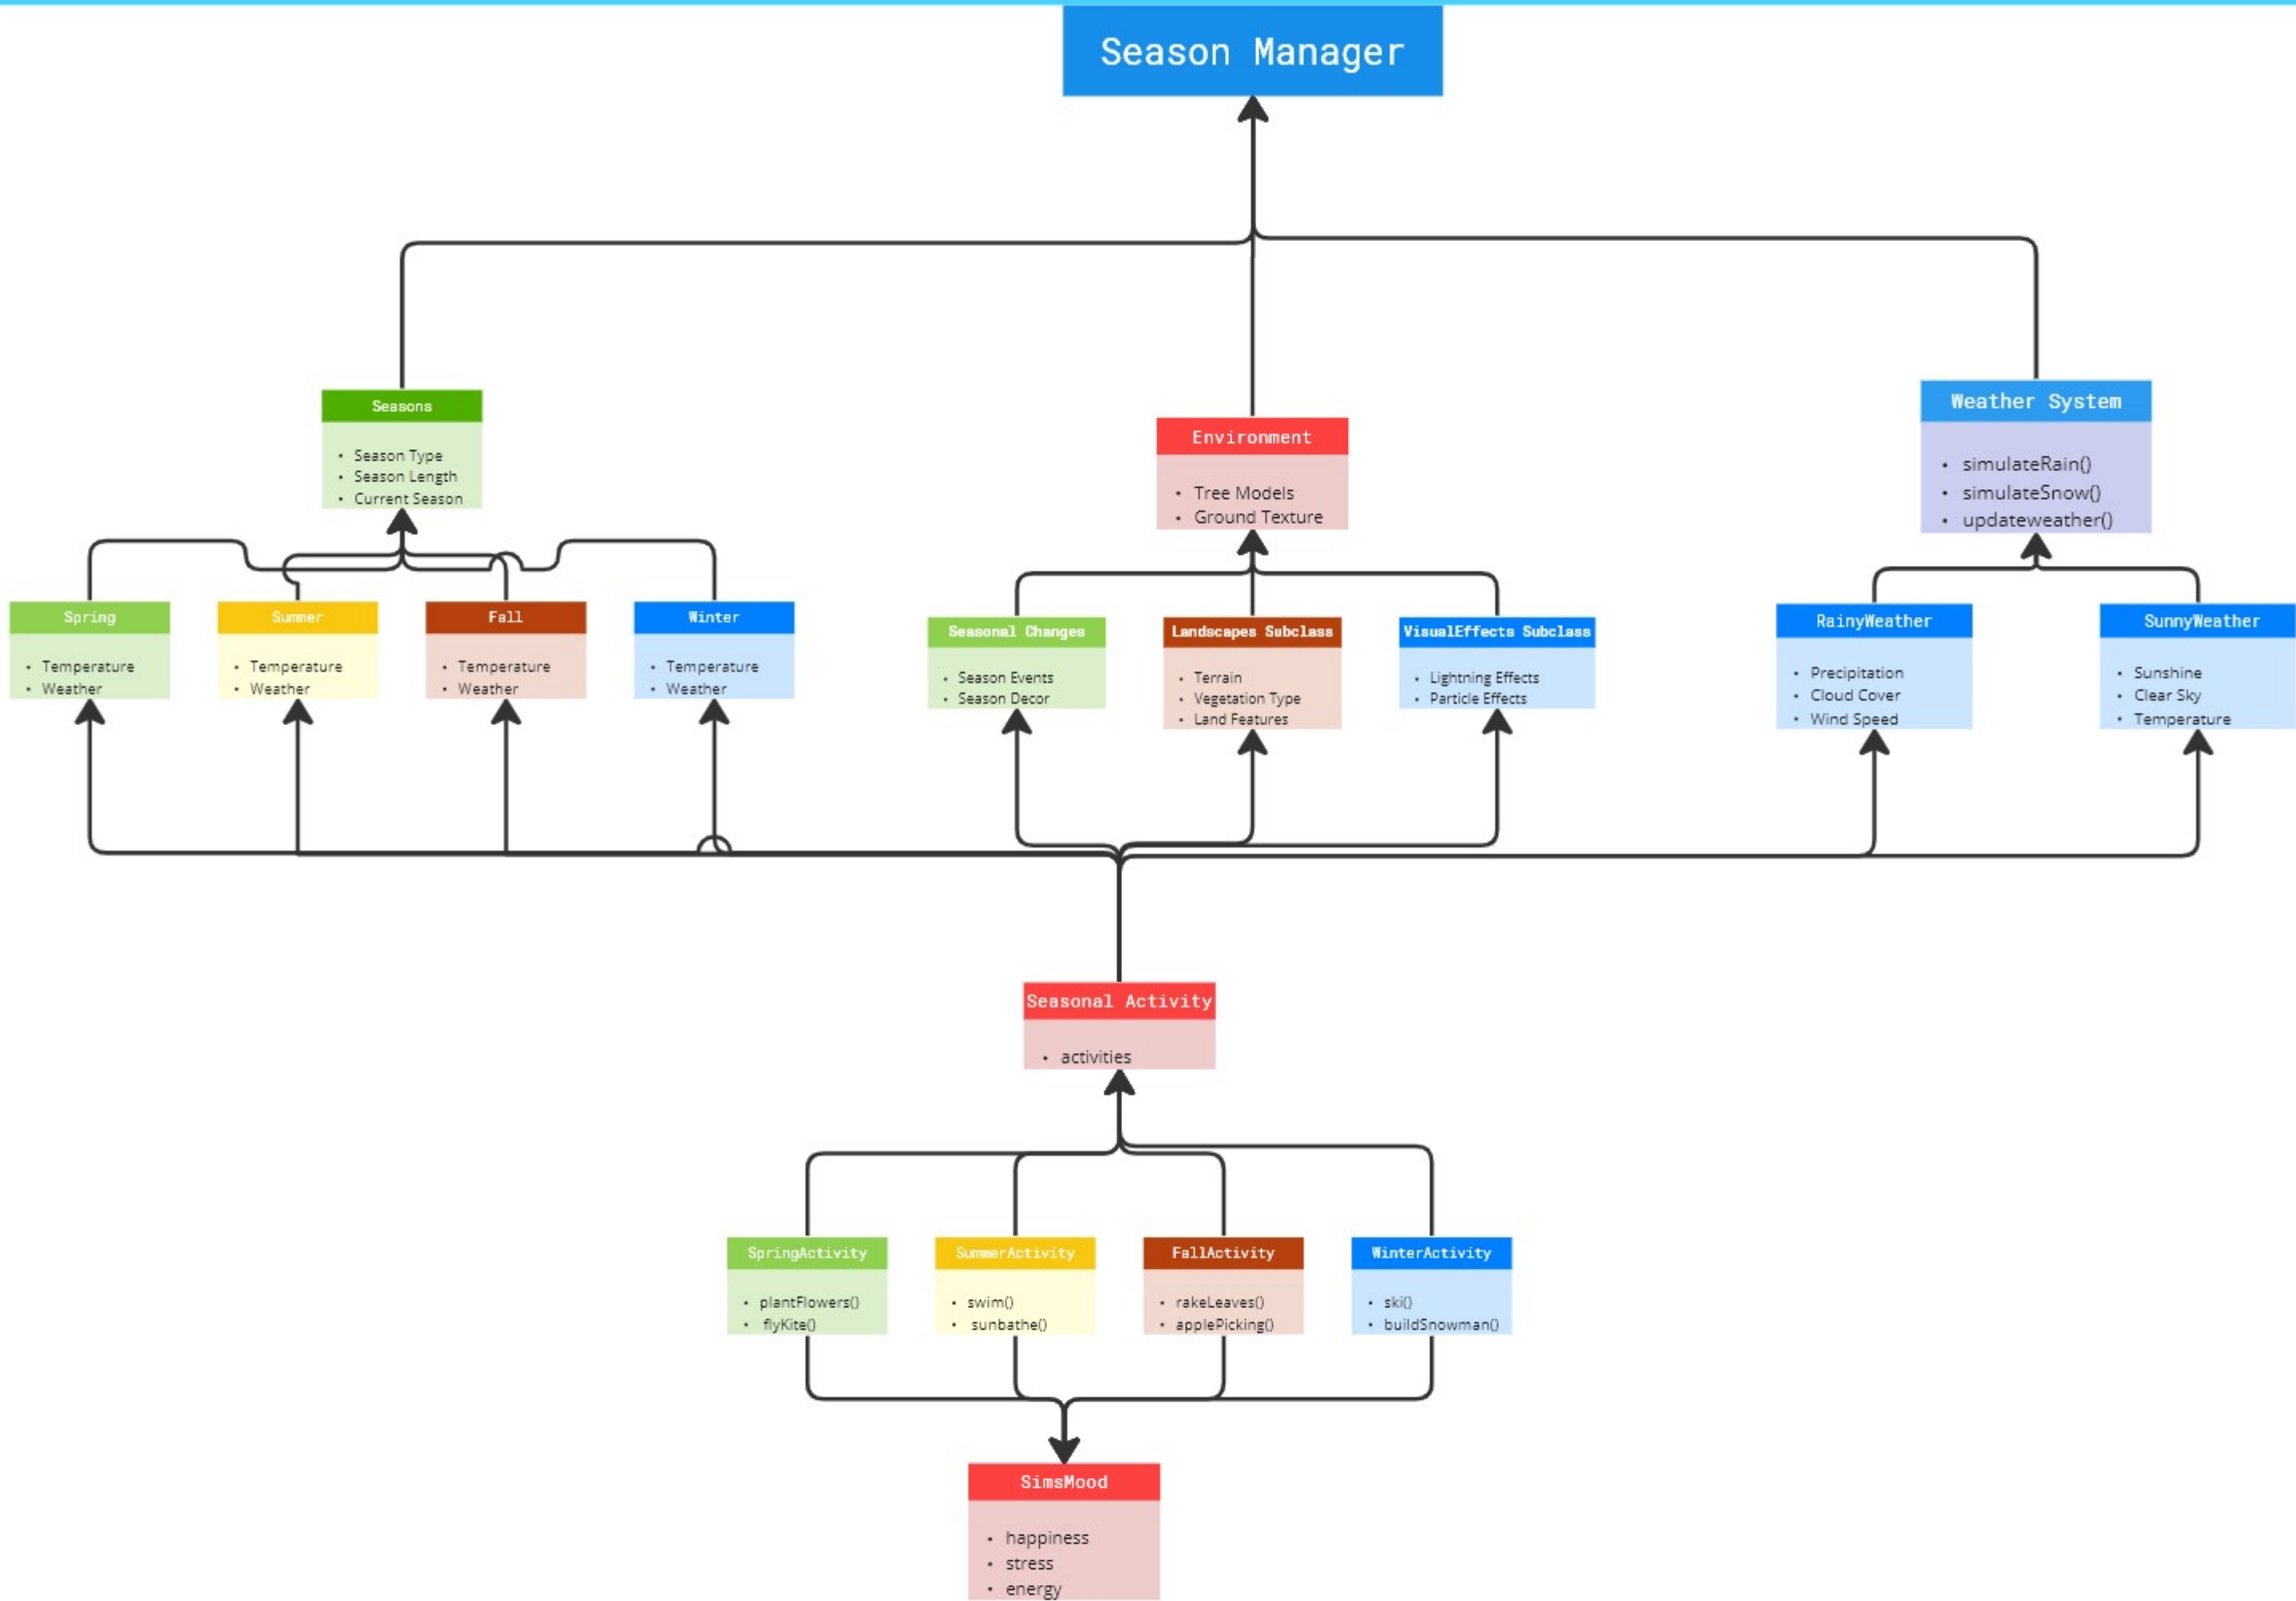 Season Manager
Seasons
• Season Type
• Season Length
• Current Season
Environment
• Tree Models
• Ground Texture
Weather System
• simulateRain()
• simulateSnow()
• updateweather()
Spring
• Temperature
• Weather
Summer
• Temperature
• Weather
Fall
• Temperature
• Weather
Winter
• Temperature
• Weather
Seasonal Changes
• Season Events
• Season Decor
Landscapes Subclass
• Terrain
• Vegetation Type
• Land Features
VisualEffects Subclass
• Lightning Effects
• Particle Effects
RainyWeather
• Precipitation
• Cloud Cover
• Wind Speed
SunnyWeather
• Sunshine
• Clear Sky
• Temperature
Seasonal Activity
• activities
SpringActivity
• plantFlowers()
• flyKite()
SummerActivity
• swim()
• sunbathe()
FallActivity
• rakeLeaves()
• applePicking()
WinterActivity
• ski()
• buildSnowman()
SimsMood
• happiness
• stress
• energy